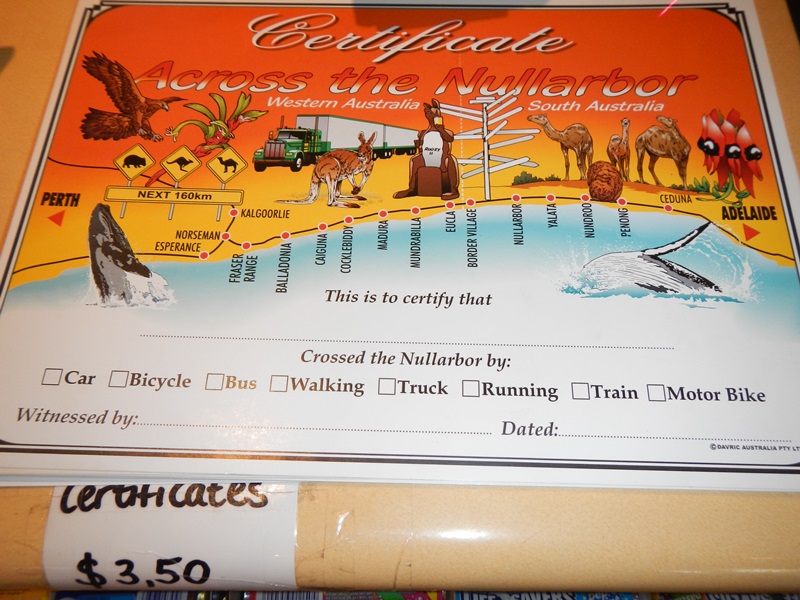 Certificate
Across the Nullarbor
Western Australia South Australia
NEXT 160km
PERTH
KALGOORLIE
NORSEMAN
ESPERANCE
FRASER RANGE
BALLADONIA
CAIGUNA
COCKLEBIDDY
MADURA
MUNDRABILLA
EUCLA
BORDER VILLAGE
NULLARBOR
YALATA
NUNDROO
PENONG
CEDUNA
ADELAIDE
This is to certify that
Crossed the Nullarbor by:
Car Bicycle Bus Walking Truck Running Train Motor Bike
Witnessed by: Dated:
©DAVRIC AUSTRALIA PTY LT
Certificates
$3.50